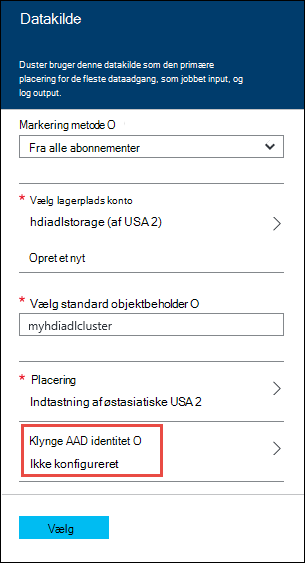 Datakilde
Duster bruger denne datakilde som den primære
placering for de fleste dataadgang, som jobbet input, og
log output.
Markering metode O
Fra alle abonnementer
* Vælg lagerplads konto
hdiadlstorage (af USA 2)
Opret et nyt
* Vælg standard objektbeholder O
myhdiadlcluster
* Placering
Indtastning af østasiatiske USA 2
Klynge AAD identitet O
Ikke konfigureret
Vælg